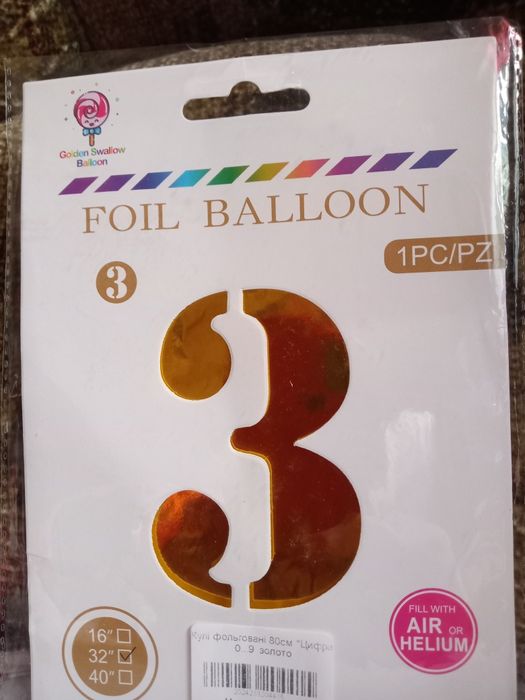 Golden Swallow
Balloon
FOIL BALLOON
1PC/PZ
3
3
16"
32"
40"
FILL WITH
AIR OR
HELIUM
Кулі фольговані 80см "Цифри
0..9 золото